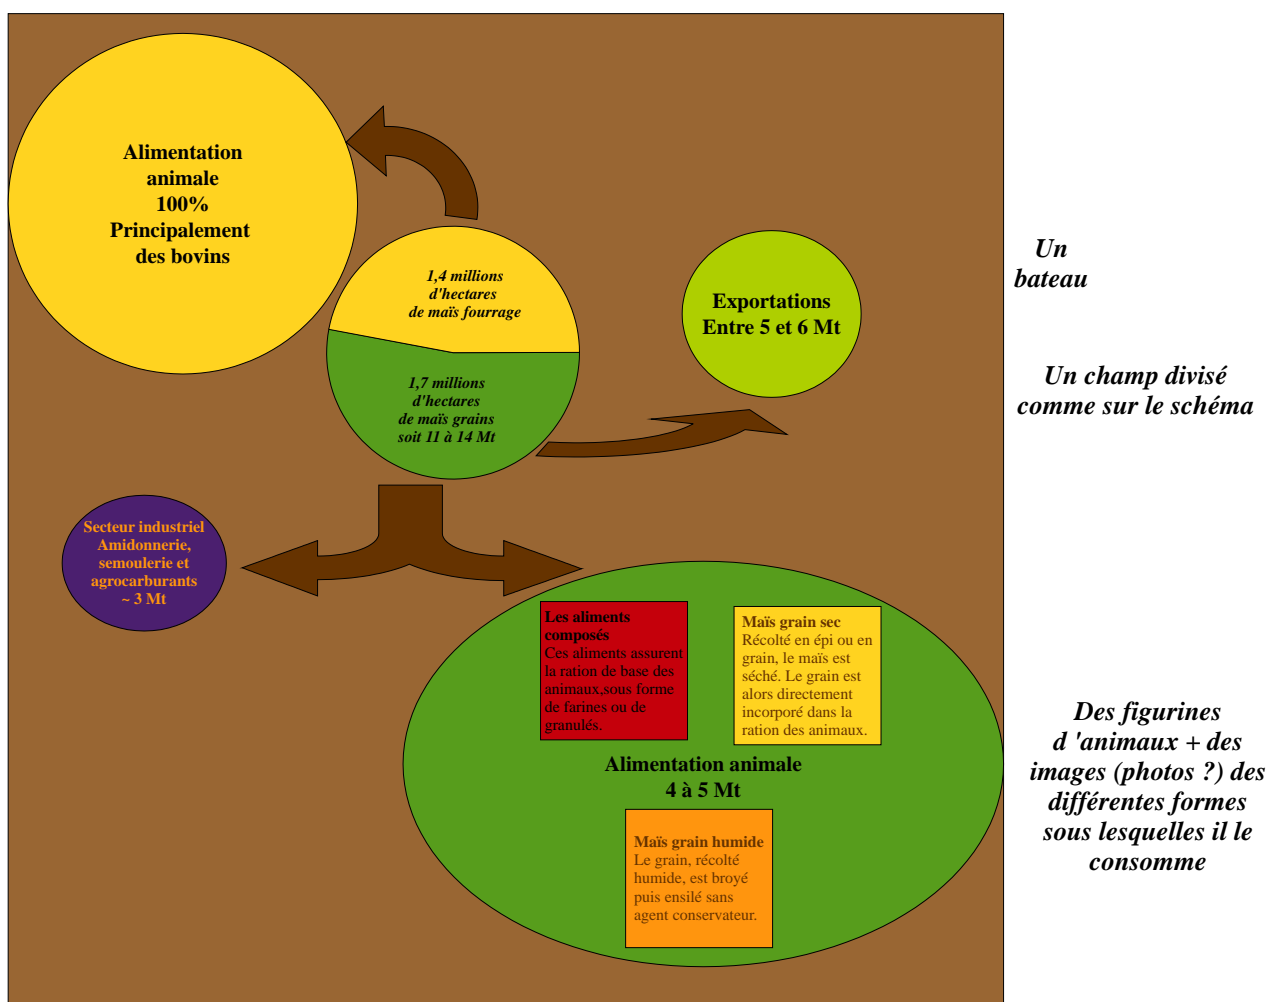 Alimentation
animale
100%
Principalement
des bovins
1,4 millions
d'hectares
de maïs fourrage
1,7 millions
d'hectares
de maïs grains
soit 11 à 14 Mt
Exportations
Entre 5 et 6 Mt
Un
bateau
Un champ divisé
comme sur le schéma
Secteur industriel
Amidonnerie,
semoulerie et
agrocarburants
~ 3 Mt
Les aliments
composés
Ces aliments assurent
la ration de base des
animaux,sous forme
de farines ou de
granulés.
Maïs grain sec
Récolté en épi ou en
grain, le maïs est
séché. Le grain est
alors directement
incorporé dans la
ration des animaux.
Alimentation animale
4 à 5 Mt
Maïs grain humide
Le grain, récolté
humide, est broyé
puis ensilé sans
agent conservateur.
Des figurines
d 'animaux + des
images (photos ?) des
différentes formes
sous lesquelles il le
consomme